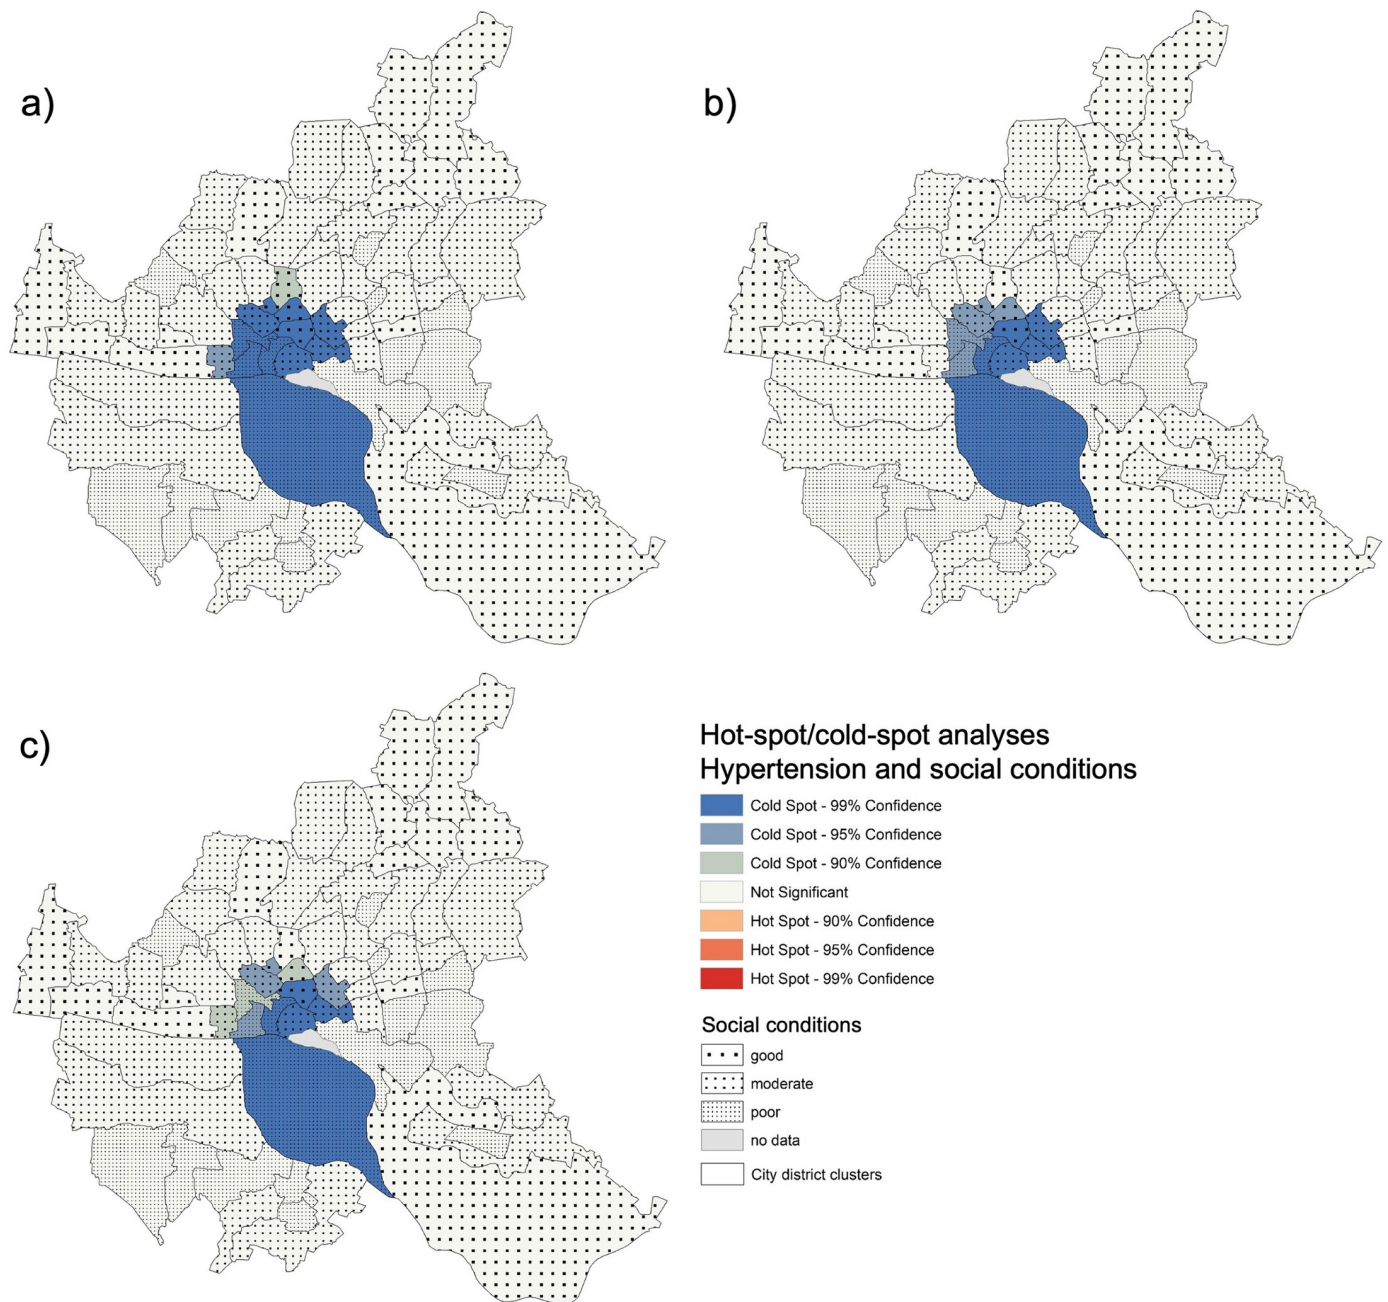 a)
b)
c)
Hot-spot/cold-spot analyses
Hypertension and social conditions
Cold Spot - 99% Confidence
Cold Spot - 95% Confidence
Cold Spot - 90% Confidence
Not Significant
Hot Spot - 90% Confidence
Hot Spot - 95% Confidence
Hot Spot - 99% Confidence
Social conditions
good
moderate
poor
no data
City district clusters